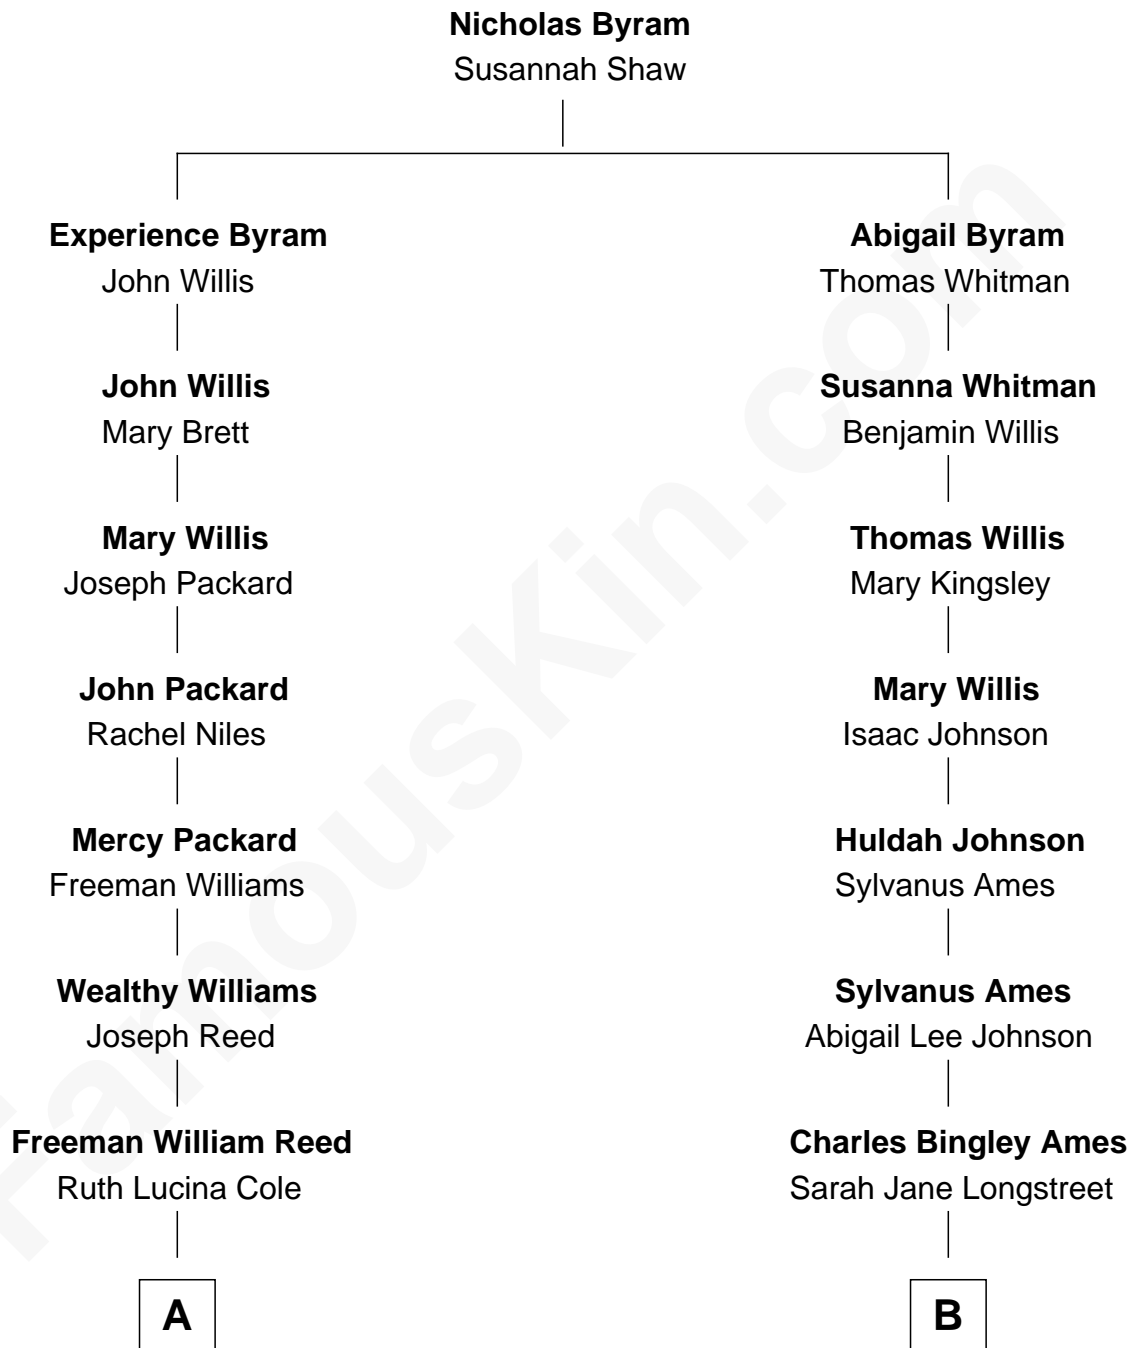 Nicholas Byram
Susannah Shaw
Experience Byram
John Willis
Abigail Byram
Thomas Whitman
John Willis
Mary Brett
Susanna Whitman
Benjamin Willis
Mary Willis
Joseph Packard
Thomas Willis
Mary Kingsley
John Packard
Rachel Niles
Mary Willis
Isaac Johnson
Mercy Packard
Freeman Williams
Huldah Johnson
Sylvanus Ames
Wealthy Williams
Joseph Reed
Sylvanus Ames
Abigail Lee Johnson
Freeman William Reed
Ruth Lucina Cole
Charles Bingley Ames
Sarah Jane Longstreet
A
B
FamousKin.com